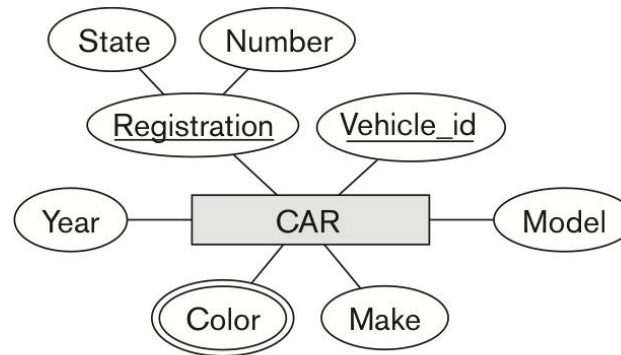 State
Number
Registration
Vehicle_id
Year
CAR
Model
Color
Make